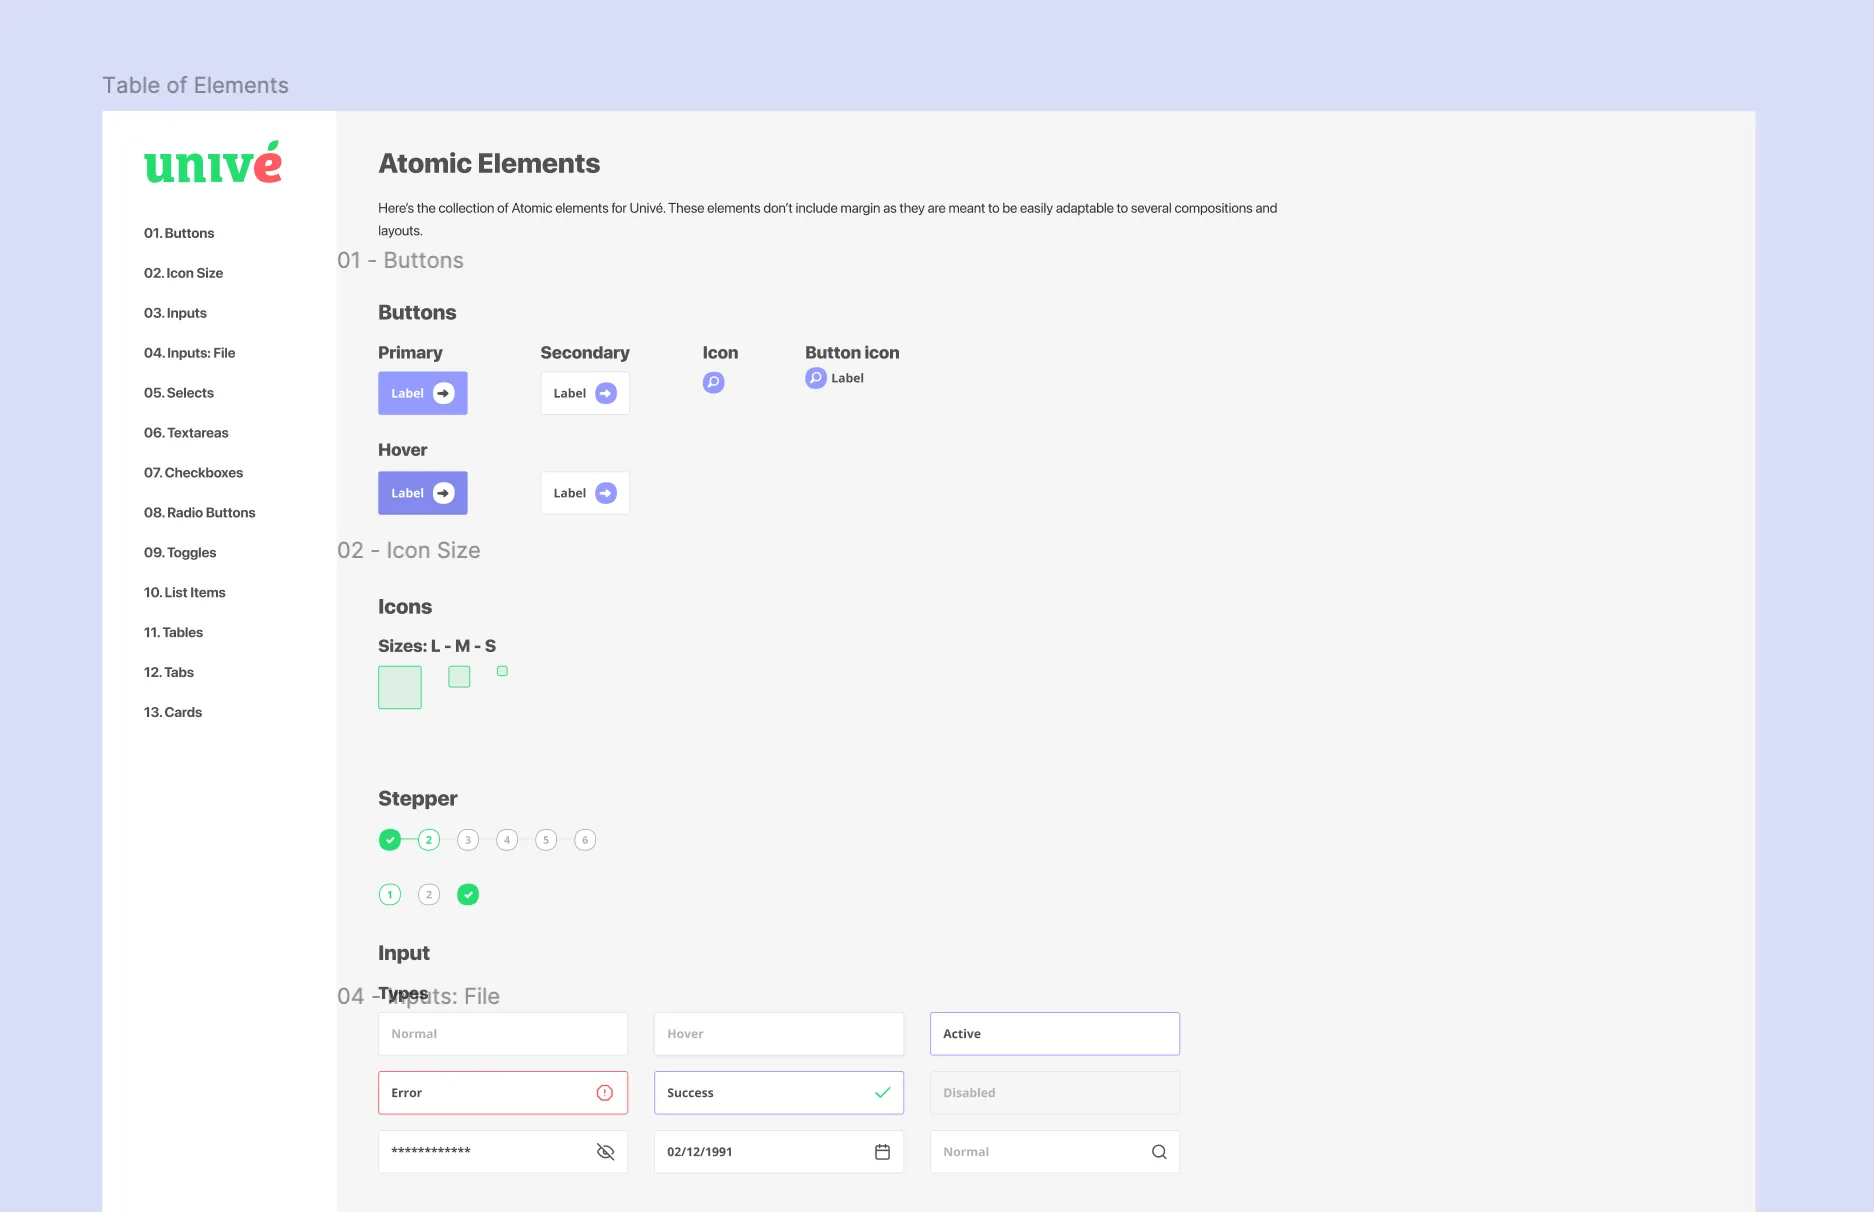 Table of Elements
univé
01. Buttons
02. Icon Size
03. Inputs
04. Inputs: File
05. Selects
06. Textareas
07. Checkboxes
08. Radio Buttons
09. Toggles
10. List Items
11. Tables
12. Tabs
13. Cards
Atomic Elements
Here's the collection of Atomic elements for Univé. These elements don't include margin as they are meant to be easily adaptable to several compositions and
layouts.
01 - Buttons
Buttons
Primary Secondary Icon Button icon
Label Label Label
Hover
Label Label
02 - Icon Size
Icons
Sizes: L - M - S
Stepper
2 3 4 5 6
1 2
Input
Types
04 - Inputs: File
Normal Hover Active
Error Success Disabled
************ 02/12/1991 Normal